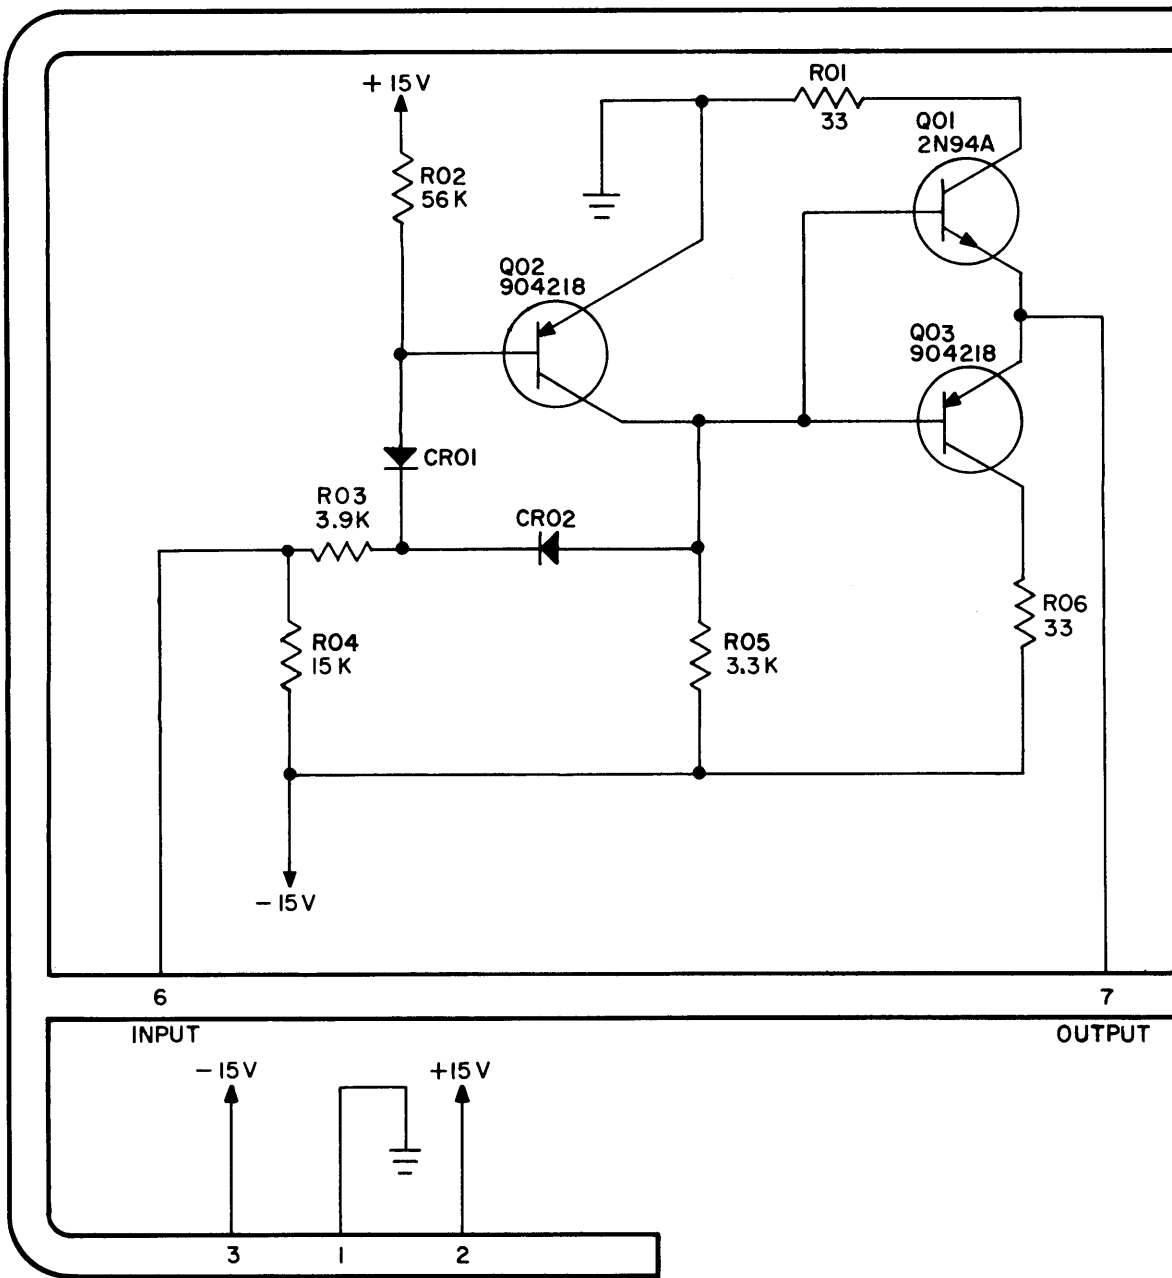 +15V
R01
33
Q01
2N94A
R02
56K
Q02
904218
Q03
904218
CR01
R03
3.9K
CR02
R04
15K
R05
3.3K
R06
33
-15V
6
7
INPUT
OUTPUT
-15V
+15V
3
1
2